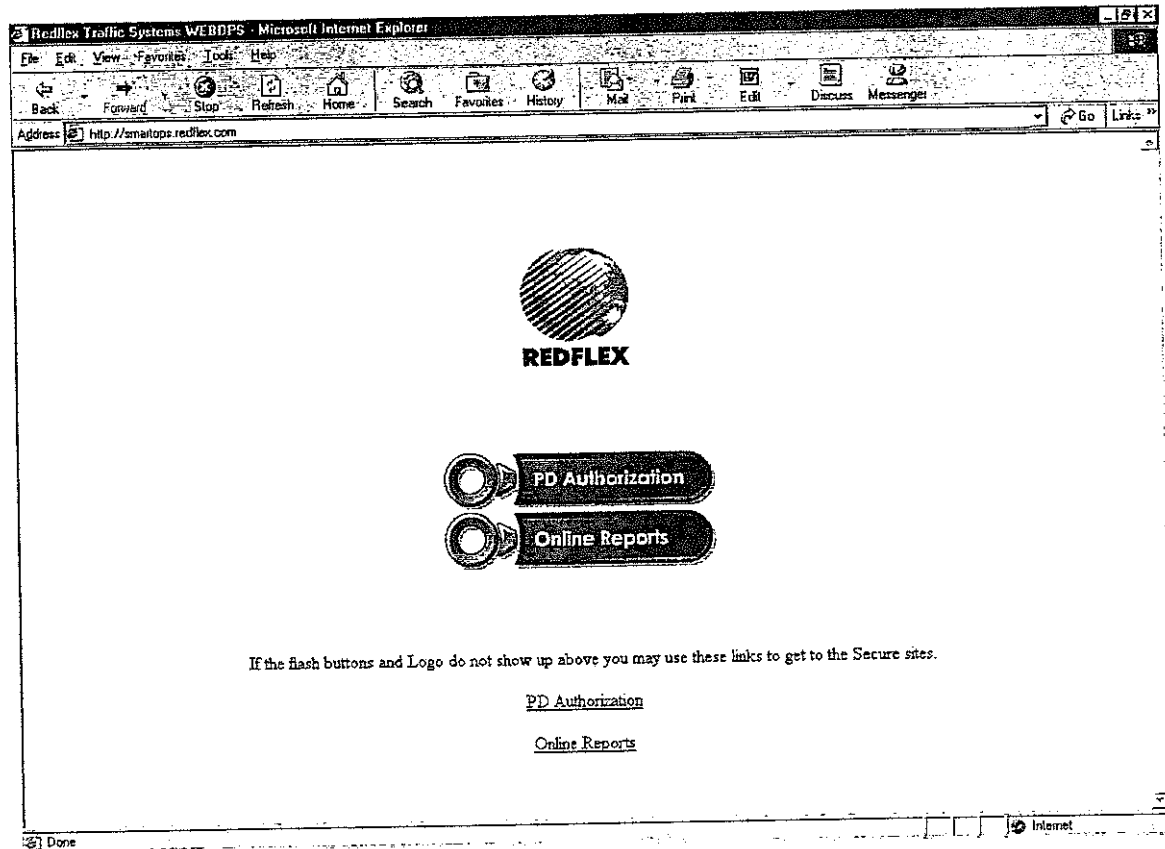 Redflex Traffic Systems WEBOPS - Microsoft Internet Explorer
File Edit View Favorites Tools Help
Back Forward Stop Refresh Home Search Favorites History Mail Print Edit Discuss Messenger
Address http://smartops.redflex.com Go Links »
REDFLEX
PD Authorization
Online Reports
If the flash buttons and Logo do not show up above you may use these links to get to the Secure sites.
PD Authorization
Online Reports
Done Internet